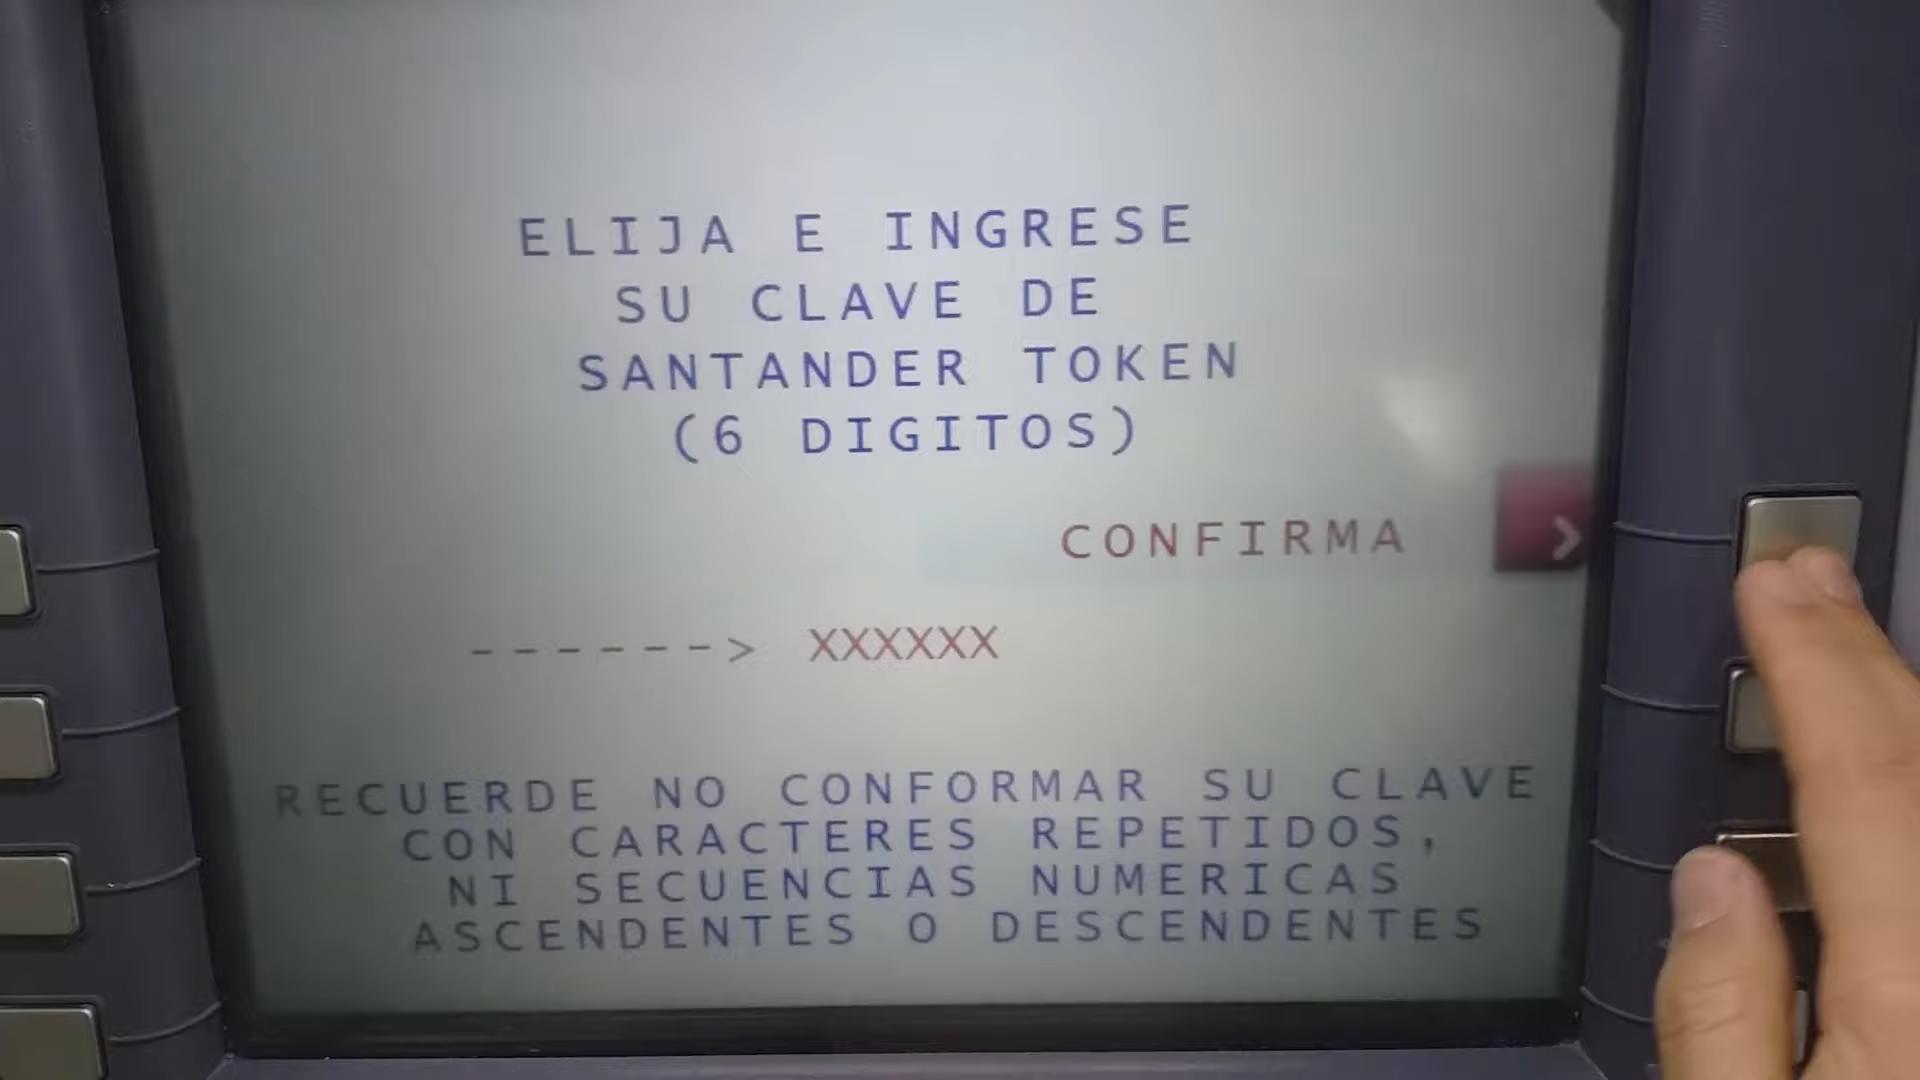 ELIJA E INGRESE
SU CLAVE DE
SANTANDER TOKEN
(6 DIGITOS)
CONFIRMA >
------> XXXXXX
RECUERDE NO CONFORMAR SU CLAVE
CON CARACTERES REPETIDOS,
NI SECUENCIAS NUMERICAS
ASCENDENTES O DESCENDENTES